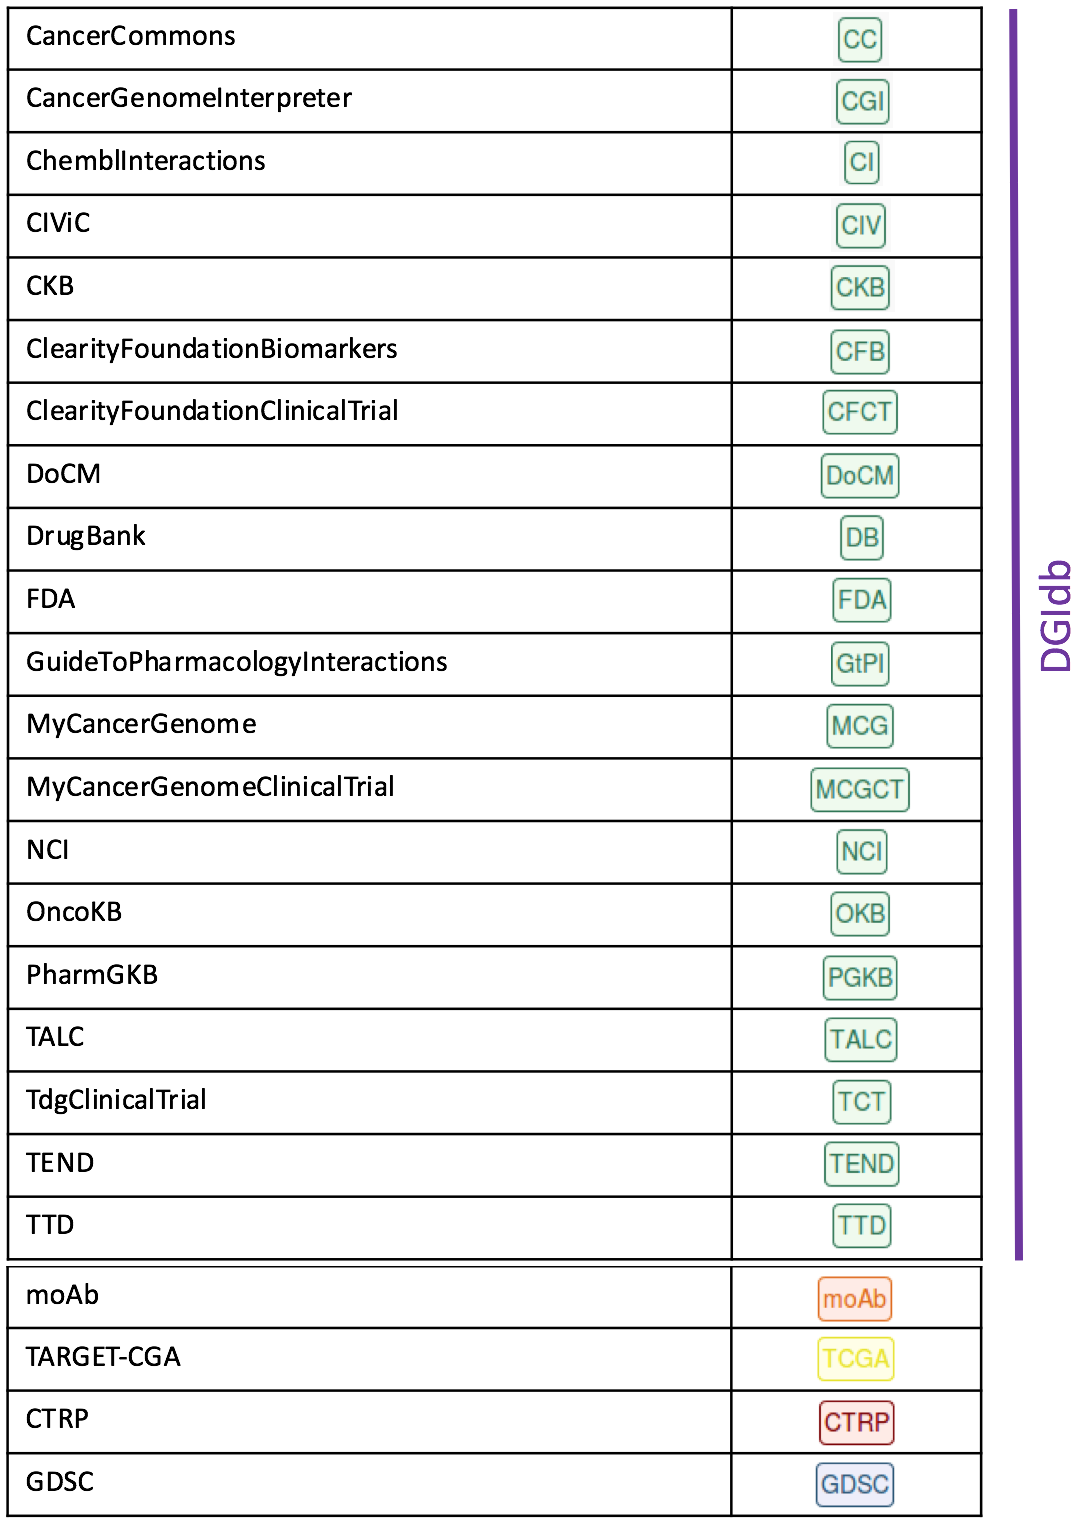 CancerCommons CC
CancerGenomeInterpreter CGI
ChemblInteractions CI
CIViC CIV
CKB CKB
ClearityFoundationBiomarkers CFB
ClearityFoundationClinicalTrial CFCT
DoCM DoCM
DrugBank DB
FDA FDA
GuideToPharmacologyInteractions GtPI
MyCancerGenome MCG
MyCancerGenomeClinicalTrial MCGCT
NCI NCI
OncoKB OKB
PharmGKB PGKB
TALC TALC
TdgClinicalTrial TCT
TEND TEND
TTD TTD
DGIdb
moAb moAb
TARGET-CGA TCGA
CTRP CTRP
GDSC GDSC